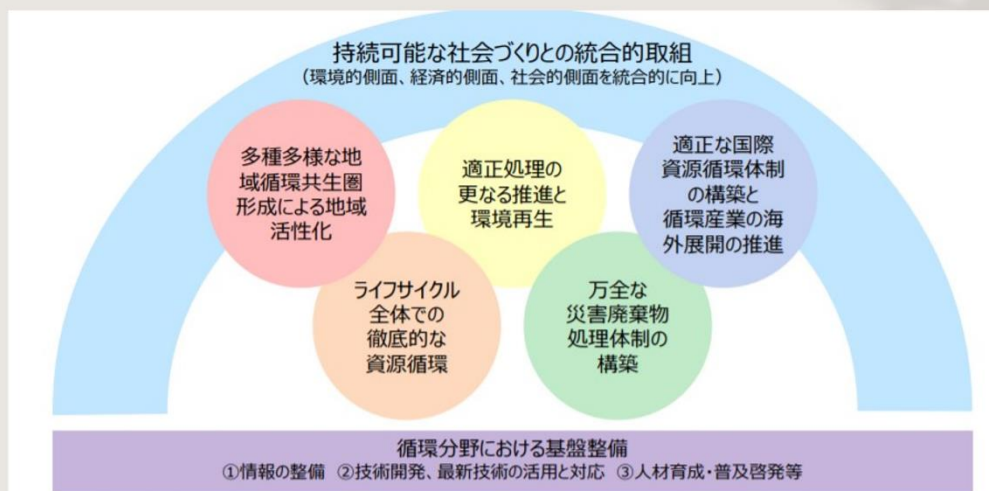 持続可能な社会づくりとの統合的取組
（環境的側面、経済的側面、社会的側面を統合的に向上）
多種多様な地
域循環共生圏
形成による地域
活性化
ライフサイクル
全体での
徹底的な
資源循環
適正処理の
更なる推進と
環境再生
万全な
災害廃棄物
処理体制の
構築
適正な国際
資源循環体制
の構築と
循環産業の海
外展開の推進
循環分野における基盤整備
①情報の整備 ②技術開発、最新技術の活用と対応 ③人材育成・普及啓発等